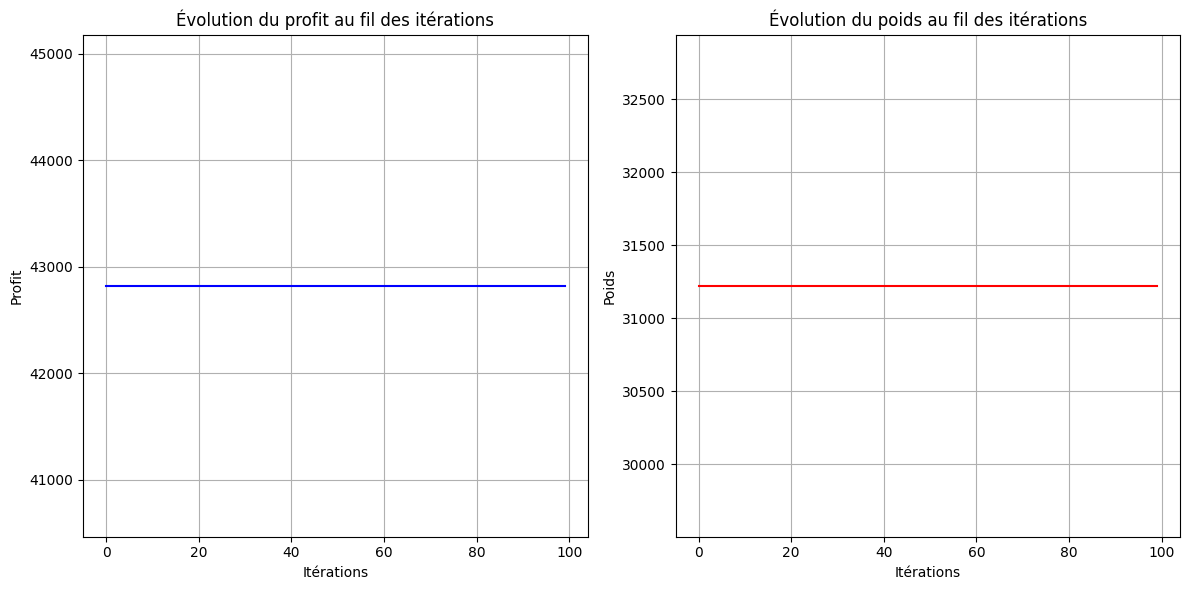 Évolution du profit au fil des itérations
45000
44000
43000
42000
41000
Profit
0 20 40 60 80 100
Itérations
Évolution du poids au fil des itérations
32500
32000
31500
31000
30500
30000
Poids
0 20 40 60 80 100
Itérations